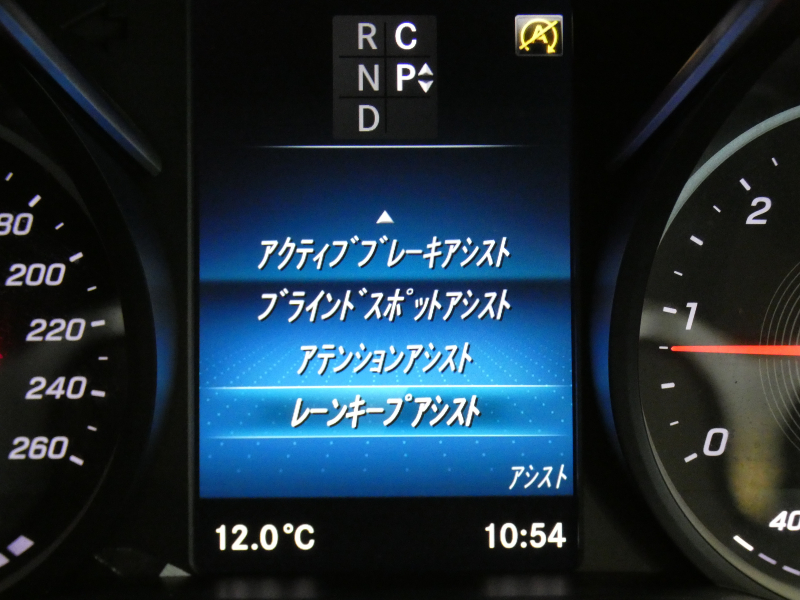 R C
N P
D
A
アクティブブレーキアシスト
ブラインドスポットアシスト
アテンションアシスト
レーンキープアシスト
アシスト
12.0℃
10:54
200
220
240
260
2
1
0